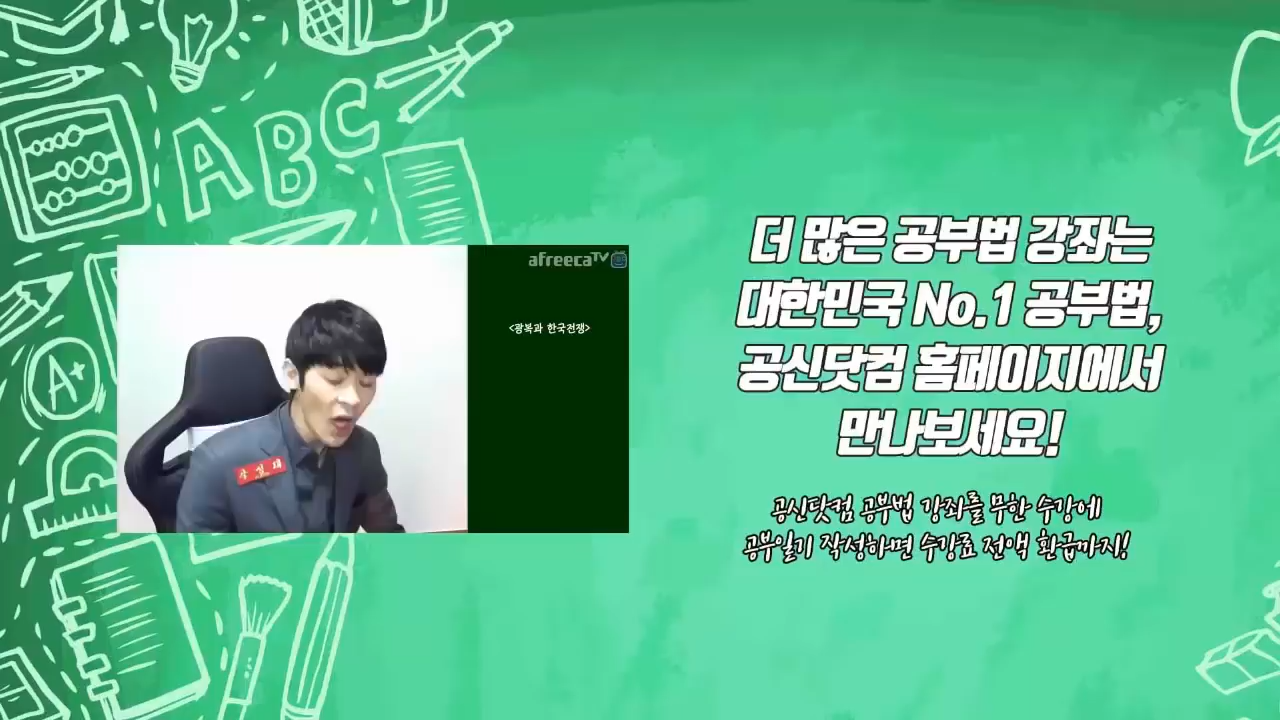 ABC
A+
afreecaTV
<광복과 한국전쟁>
더 많은 공부법 강좌는
대한민국 No.1 공부법,
공신닷컴 홈페이지에서
만나보세요!
공신닷컴 공부법 강좌를 무한 수강에
공부일기 작성하면 수강료 전액 환급까지!